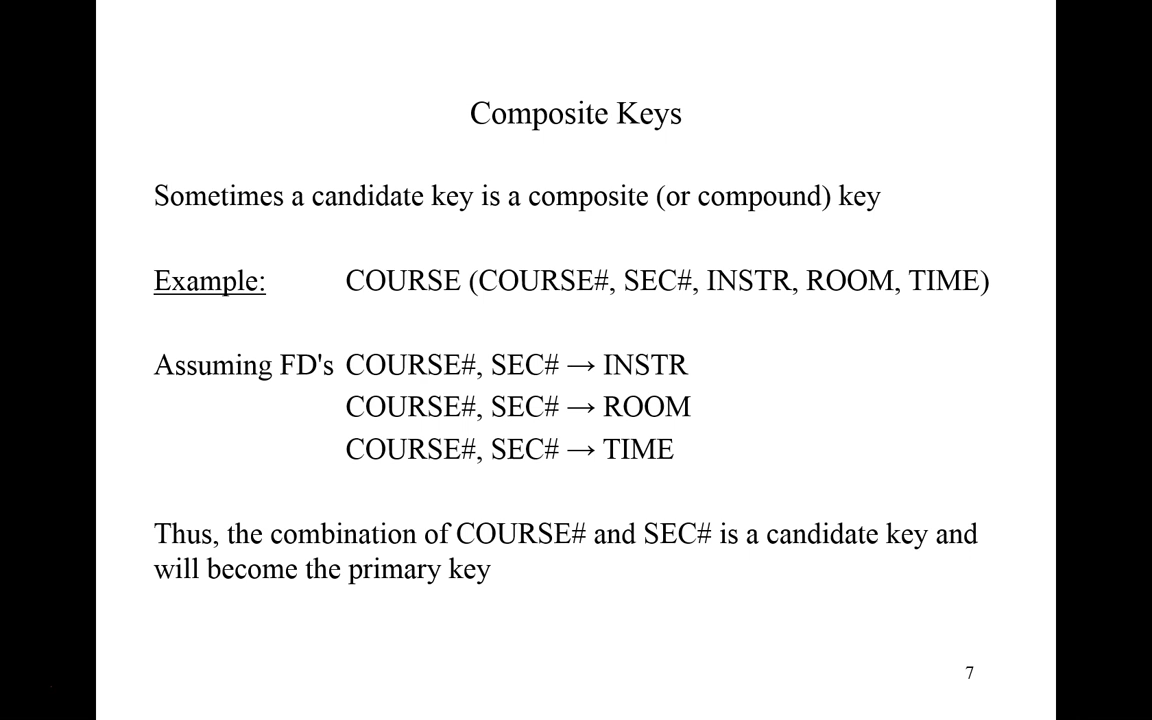 Composite Keys
Sometimes a candidate key is a composite (or compound) key
Example: COURSE (COURSE#, SEC#, INSTR, ROOM, TIME)
Assuming FD's COURSE#, SEC# → INSTR
COURSE#, SEC# → ROOM
COURSE#, SEC# → TIME
Thus, the combination of COURSE# and SEC# is a candidate key and
will become the primary key
7